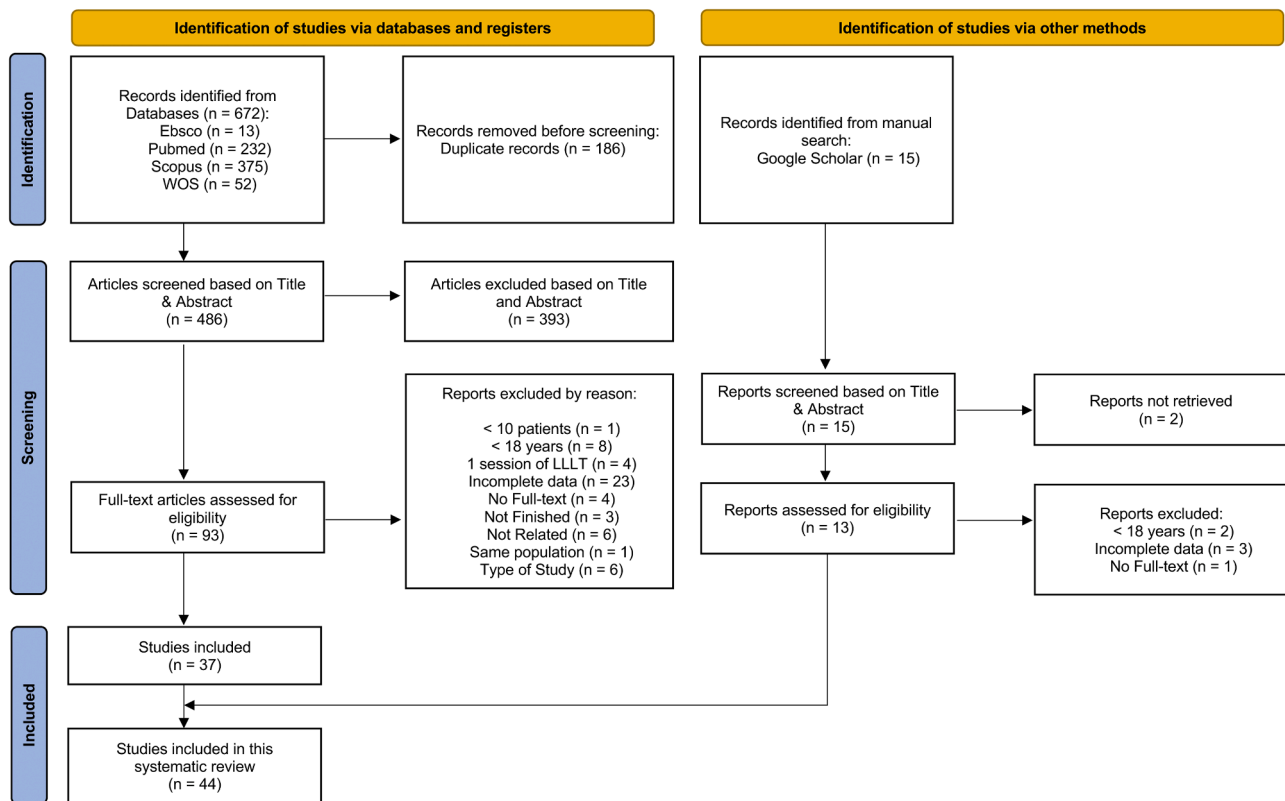 Identification of studies via databases and registers
Identification of studies via other methods
Identification
Records identified from
Databases (n = 672):
Ebsco (n = 13)
Pubmed (n = 232)
Scopus (n = 375)
WOS (n = 52)
Records removed before screening:
Duplicate records (n = 186)
Records identified from manual
search:
Google Scholar (n = 15)
Screening
Articles screened based on Title
& Abstract
(n = 486)
Articles excluded based on Title
and Abstract
(n = 393)
Reports screened based on Title
& Abstract
(n = 15)
Reports not retrieved
(n = 2)
Full-text articles assessed for
eligibility
(n = 93)
Reports excluded by reason:
< 10 patients (n = 1)
< 18 years (n = 8)
1 session of LLLT (n = 4)
Incomplete data (n = 23)
No Full-text (n = 4)
Not Finished (n = 3)
Not Related (n = 6)
Same population (n = 1)
Type of Study (n = 6)
Reports assessed for eligibility
(n = 13)
Reports excluded:
< 18 years (n = 2)
Incomplete data (n = 3)
No Full-text (n = 1)
Included
Studies included
(n = 37)
Studies included in this
systematic review
(n = 44)